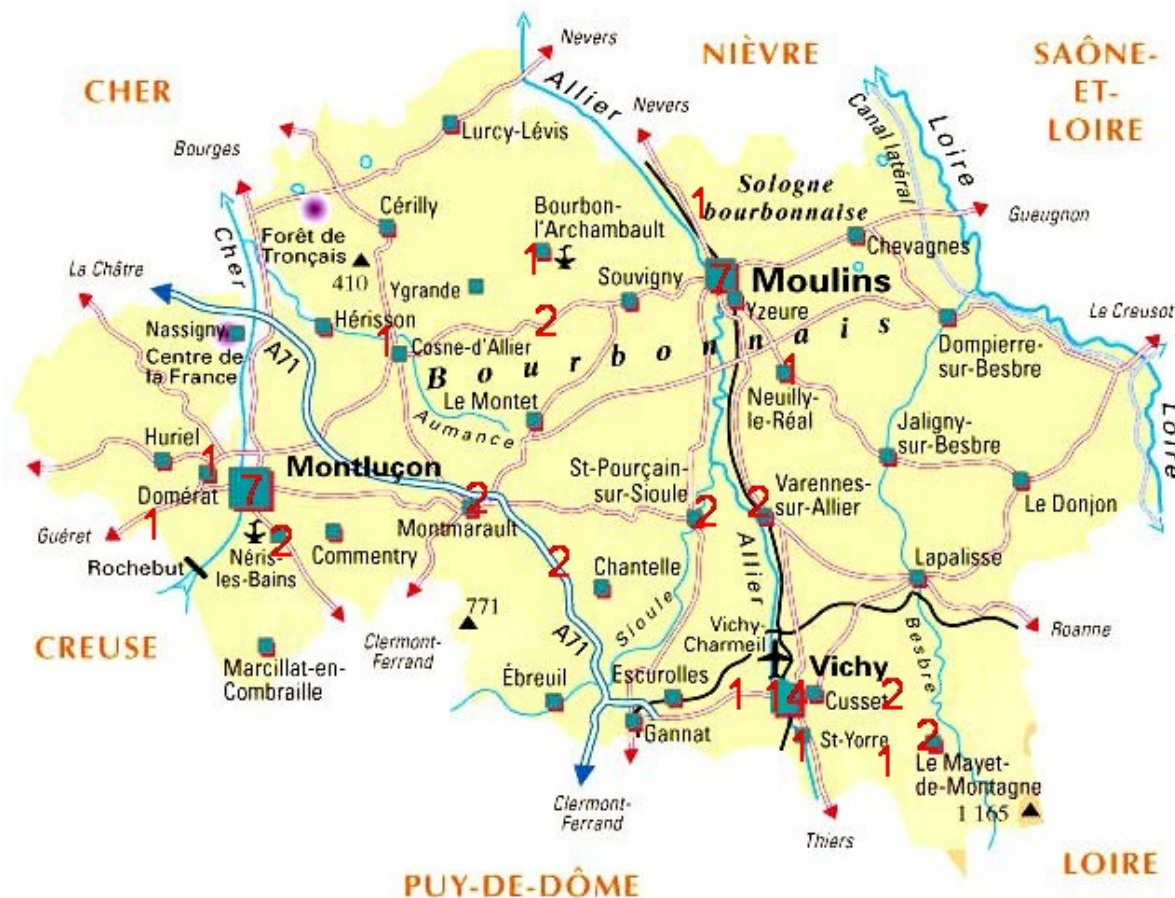 Nevers
NIÈVRE
SAÔNE-
ET-
LOIRE
CHER
Allier
Nevers
Canal latéral
Loire
Lurcy-Lévis
Bourges
1
Sologne
bourbonnaise
Gueugnon
Cérilly
Bourbon-
l'Archambault
1
Chevagnes
Forêt de
Tronçais
410
Cher
La Châtre
Ygrande
Souvigny
7
Moulins
Yzeure
Le Creusot
Nassigny
Centre de
la France
A71
Hérisson
1
Cosne-d'Allier
2
Bourbonnais
Dompierre-
sur-Besbre
Le Montet
1
Neuilly-
le-Réal
Loire
Aumance
Jaligny-
sur-Besbre
Huriel
1
Domérat
7
Montluçon
St-Pourçain-
sur-Sioule
2
2
Varennes-
sur-Allier
Le Donjon
2
Montmarault
1
Guéret
Rochebut
2
Néris-
les-Bains
Commentry
2
Chantelle
Allier
Lapalisse
771
A71
Sioule
Vichy-
Charmeil
Besbre
Roanne
CREUSE
Clermont-
Ferrand
Marcillat-en-
Combraille
Ébreuil
Escurolles
1
14
Vichy
Cusset
2
Gannat
1
St-Yorre
1
2
Le Mayet-
de-Montagne
1 165
Clermont-
Ferrand
Thiers
LOIRE
PUY-DE-DÔME